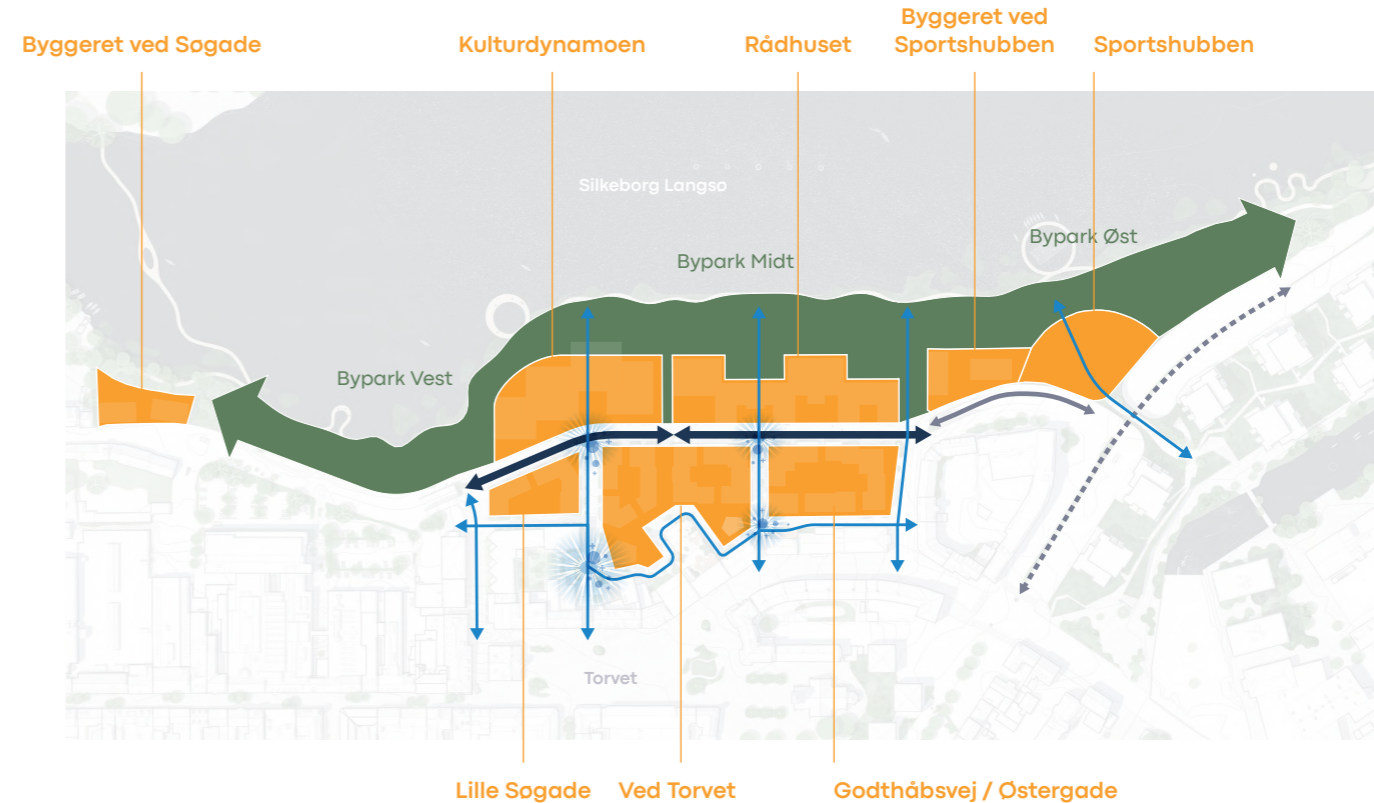 Byggeret ved Søgade
Kulturdynamoen
Rådhuset
Byggeret ved
Sportshubben
Sportshubben
Silkeborg Langsø
Bypark Øst
Bypark Midt
Bypark Vest
Torvet
Lille Søgade
Ved Torvet
Godthåbsvej / Østergade